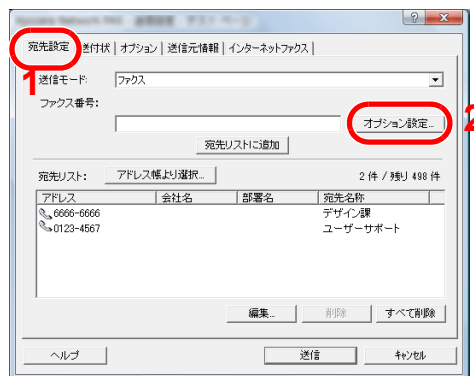 宛先設定 送付状 オプション 送信元情報 インターネットファクス
1
送信モード: ファクス
ファクス番号:
オプション設定...
2
宛先リストに追加
宛先リスト: アドレス帳より選択... 2 件 / 残り 498 件
アドレス 会社名 部署名 宛先名称
6666-6666 デザイン課
0123-4567 ユーザーサポート
編集... 削除 すべて削除
ヘルプ 送信 キャンセル